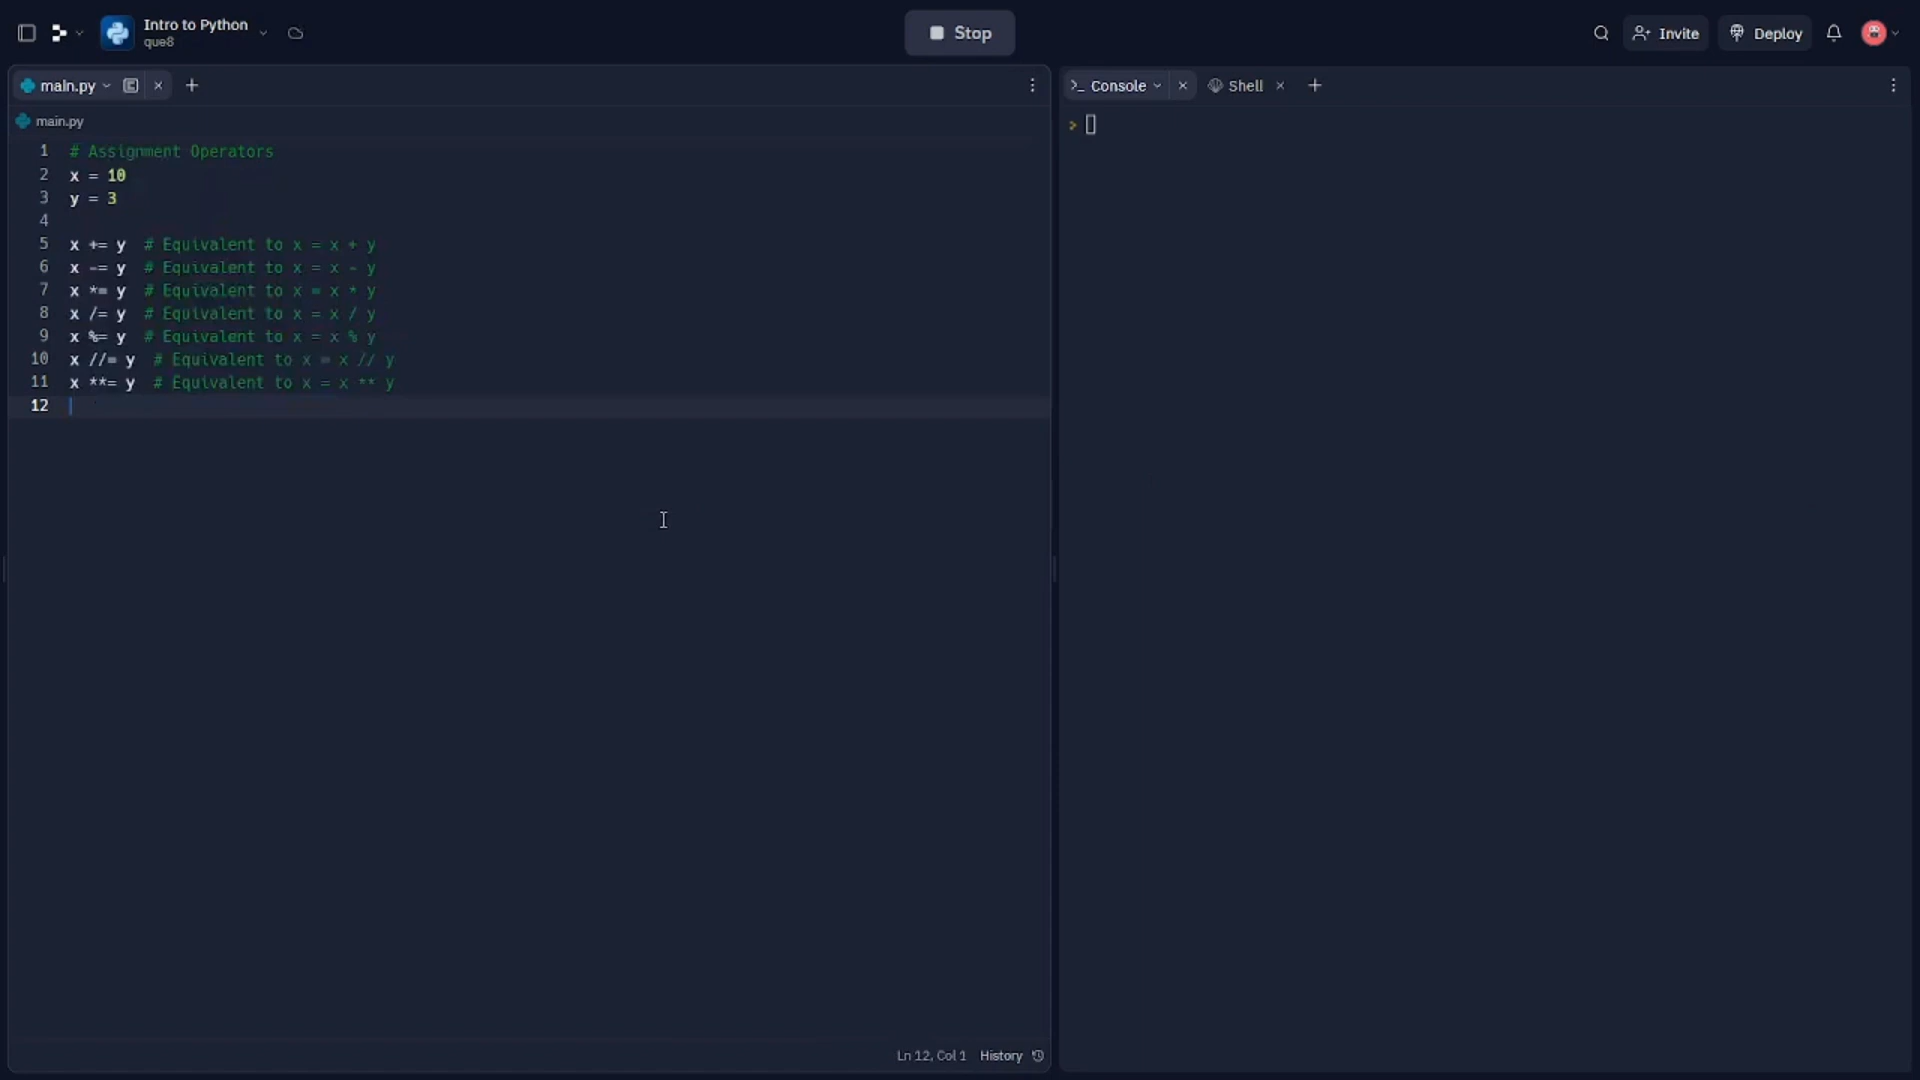 Intro to Python
que8
Stop
Invite
Deploy
main.py
Console
Shell
main.py
1 # Assignment Operators
2 x = 10
3 y = 3
4
5 x += y # Equivalent to x = x + y
6 x -= y # Equivalent to x = x - y
7 x *= y # Equivalent to x = x * y
8 x /= y # Equivalent to x = x / y
9 x %= y # Equivalent to x = x % y
10 x //= y # Equivalent to x = x // y
11 x **= y # Equivalent to x = x ** y
12
Ln 12, Col 1 History